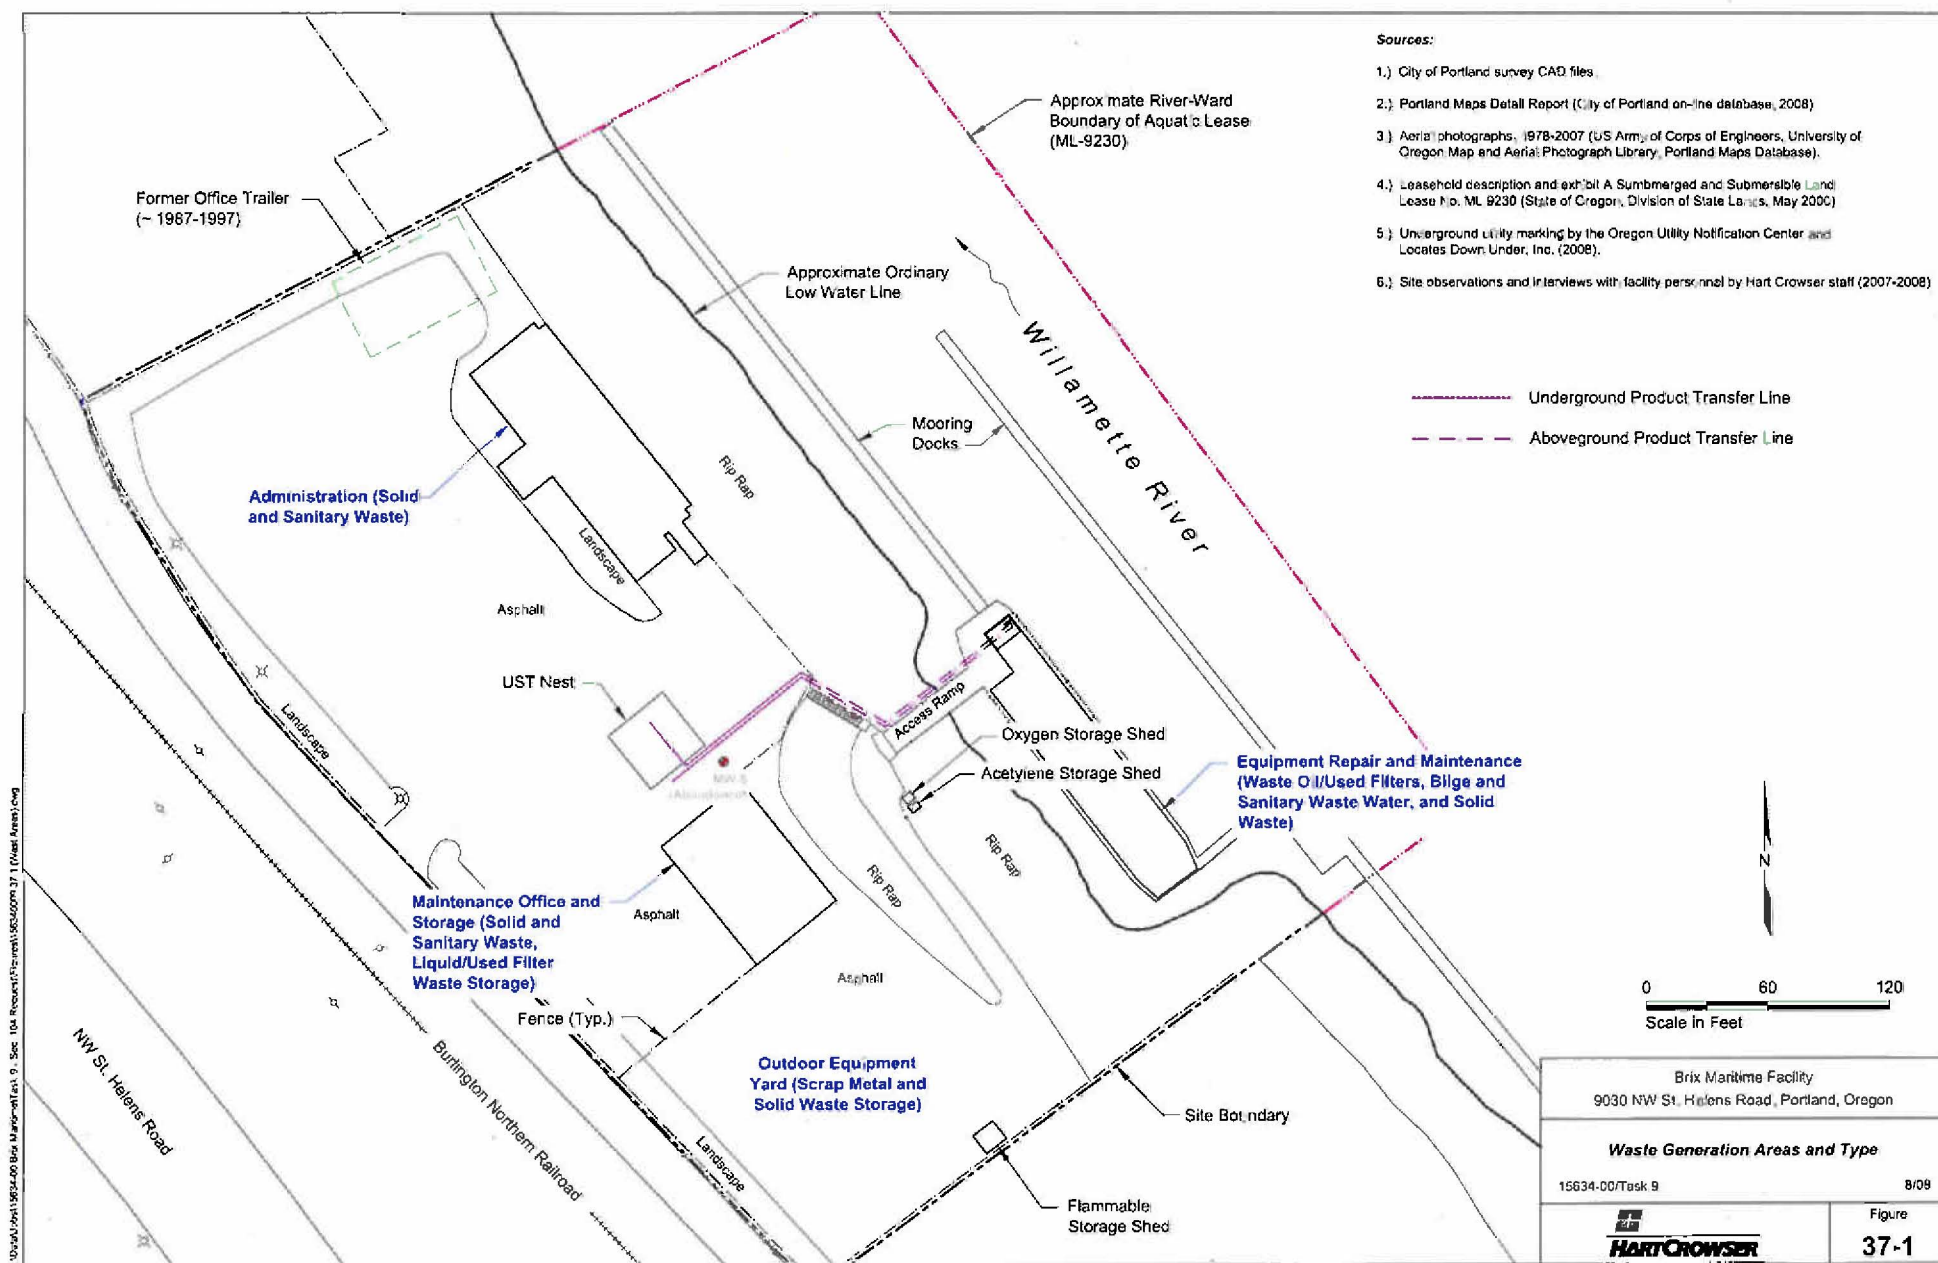 Sources:
1.) City of Portland survey CAD files.
2.) Portland Maps Detail Report (City of Portland on-line database, 2008)
3.) Aerial photographs, 1978-2007 (US Army of Corps of Engineers, University of
Oregon Map and Aerial Photograph Library, Portland Maps Database).
4.) Leasehold description and exhibit A Sumbmerged and Submersible Land
Lease No. ML 9230 (State of Oregon, Division of State Lands, May 2000)
5.) Underground utility marking by the Oregon Utility Notification Center and
Locates Down Under, Inc. (2008).
6.) Site observations and interviews with facility personnel by Hart Crowser staff (2007-2008)
Underground Product Transfer Line
Aboveground Product Transfer Line
Approximate River-Ward
Boundary of Aquatic Lease
(ML-9230)
Former Office Trailer
(~ 1987-1997)
Approximate Ordinary
Low Water Line
Willamette River
Mooring
Docks
Rip Rap
Administration (Solid
and Sanitary Waste)
Landscape
Asphalt
UST Nest
Landscape
MW-5
(Abandoned)
Access Ramp
Oxygen Storage Shed
Acetylene Storage Shed
Equipment Repair and Maintenance
(Waste Oil/Used Filters, Bilge and
Sanitary Waste Water, and Solid
Waste)
Rip Rap
Rip Rap
Maintenance Office and
Storage (Solid and
Sanitary Waste,
Liquid/Used Filter
Waste Storage)
Asphalt
Asphalt
Fence (Typ.)
Outdoor Equipment
Yard (Scrap Metal and
Solid Waste Storage)
NW St. Helens Road
Burlington Northern Railroad
Landscape
Site Boundary
Flammable
Storage Shed
N
0 60 120
Scale in Feet
Brix Maritime Facility
9030 NW St. Helens Road, Portland, Oregon
Waste Generation Areas and Type
15634-00/Task 9 8/09
HARTCROWSER
Figure
37-1